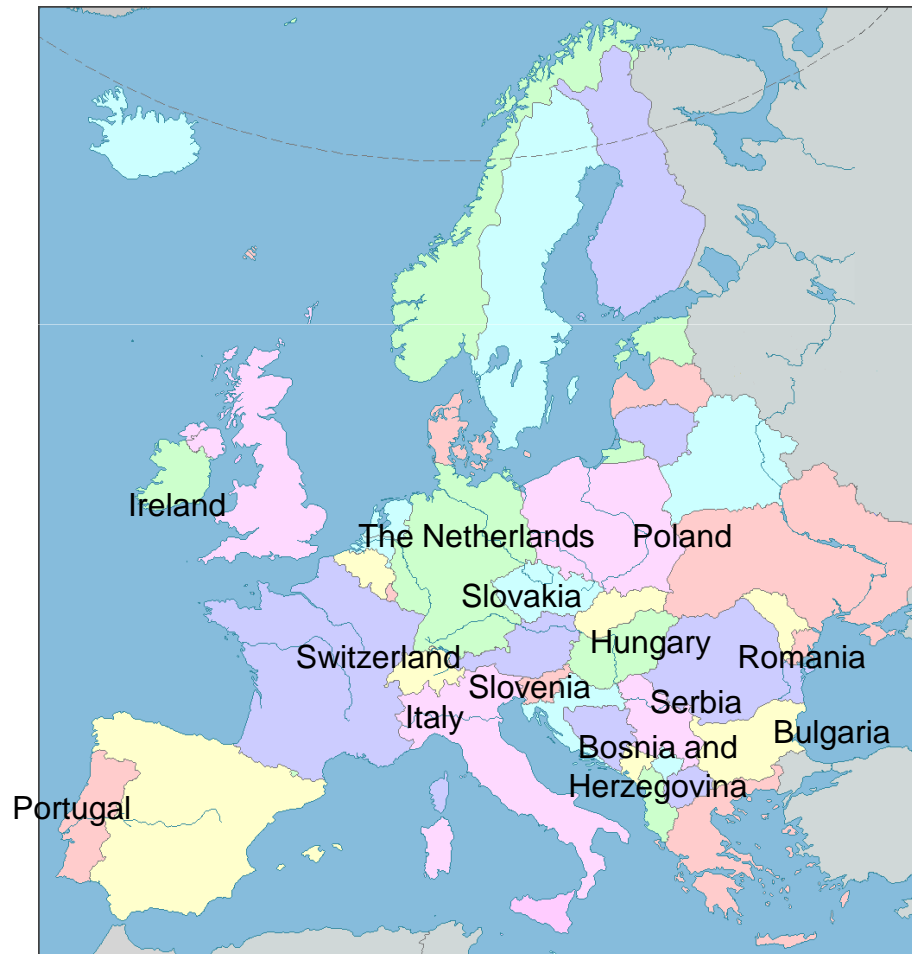 Ireland
The Netherlands
Poland
Slovakia
Hungary
Switzerland
Romania
Slovenia
Serbia
Italy
Bulgaria
Bosnia and
Herzegovina
Portugal